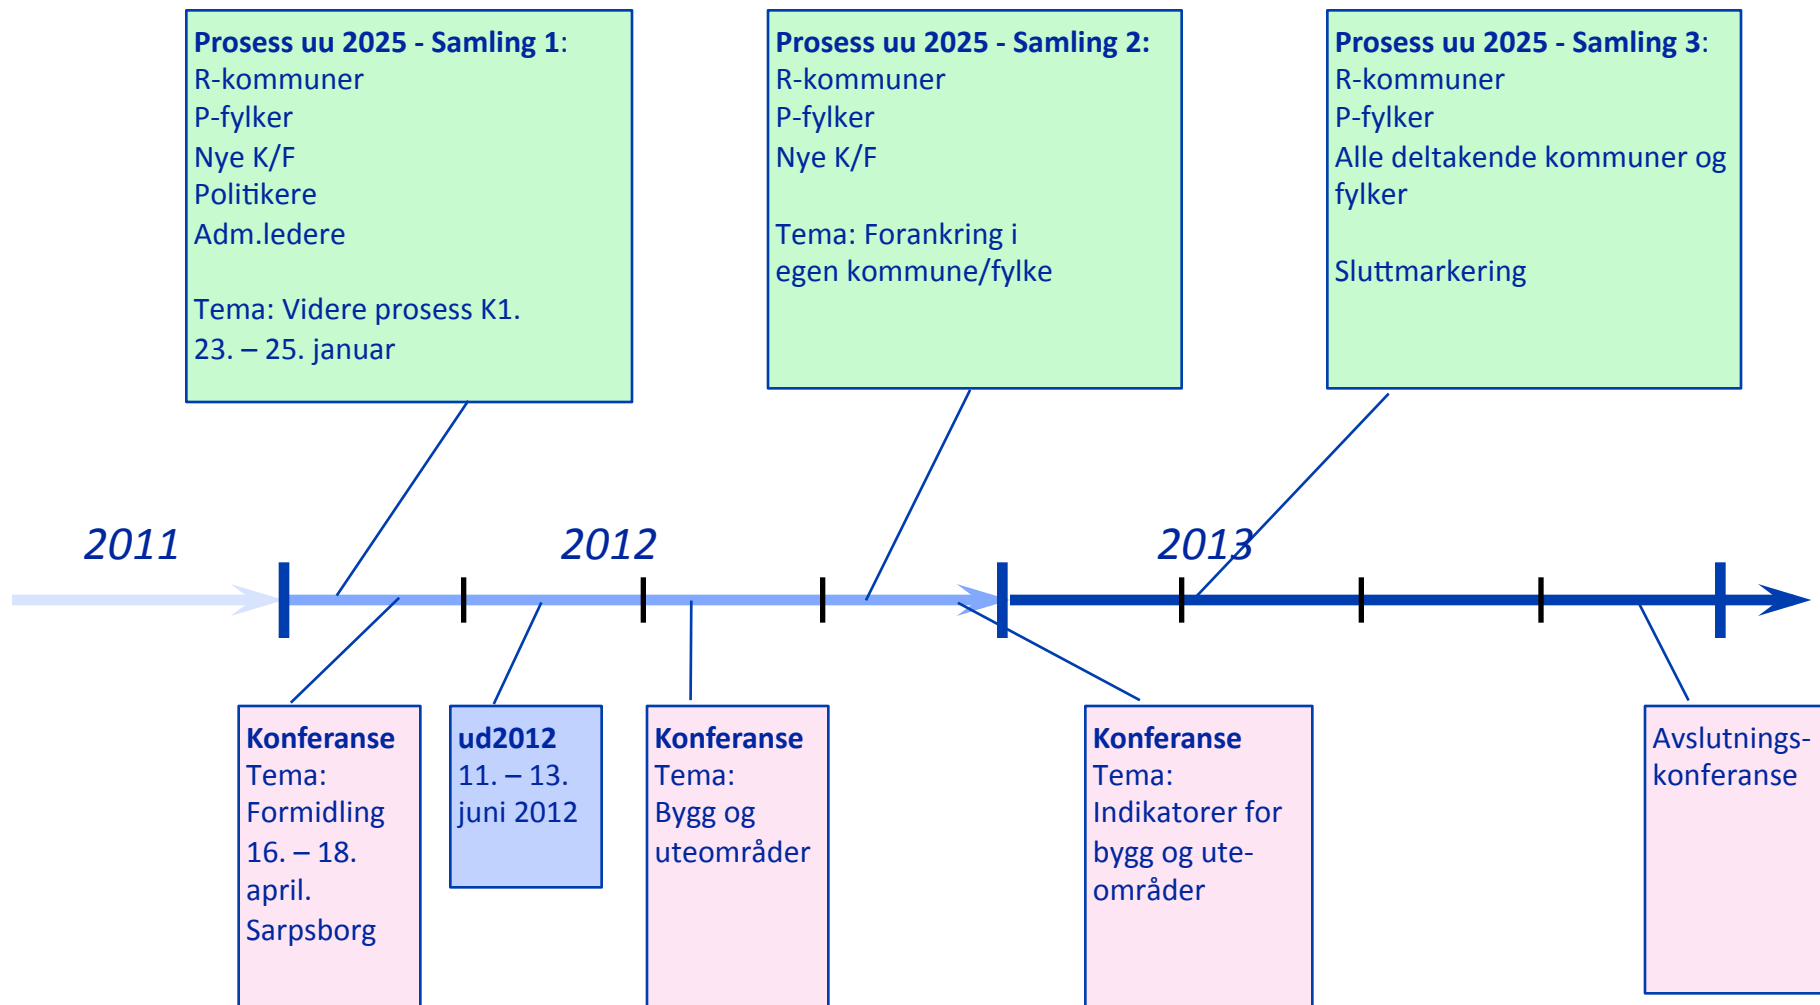 Prosess uu 2025 - Samling 1:
R-kommuner
P-fylker
Nye K/F
Politikere
Adm.ledere
Tema: Videre prosess K1.
23. – 25. januar
Prosess uu 2025 - Samling 2:
R-kommuner
P-fylker
Nye K/F
Tema: Forankring i
egen kommune/fylke
Prosess uu 2025 - Samling 3:
R-kommuner
P-fylker
Alle deltakende kommuner og
fylker
Sluttmarkering
2011
2012
2013
Konferanse
Tema:
Formidling
16. – 18.
april.
Sarpsborg
ud2012
11. – 13.
juni 2012
Konferanse
Tema:
Bygg og
uteområder
Konferanse
Tema:
Indikatorer for
bygg og ute-
områder
Avslutnings-
konferanse